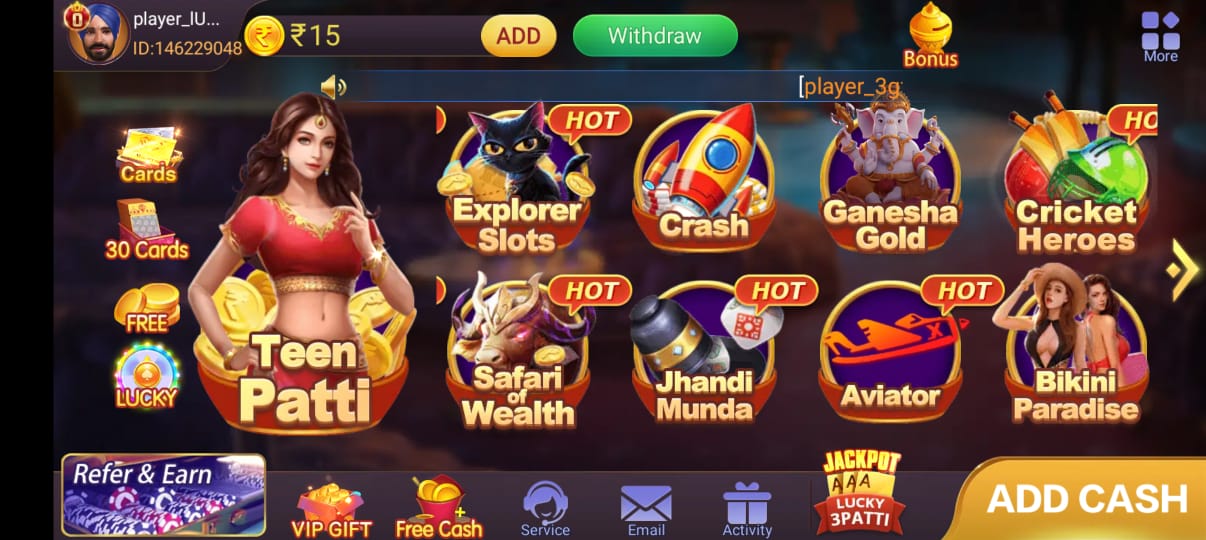 player_lU...
ID:146229048
₹15
ADD
Withdraw
Bonus
More
[player_3g
Cards
30 Cards
FREE
LUCKY
Teen
Patti
HOT
Explorer
Slots
Crash
Ganesha
Gold
HO
Cricket
Heroes
HOT
Safari
of
Wealth
HOT
Jhandi
Munda
HOT
Aviator
Bikini
Paradise
Refer & Earn
VIP GIFT
Free Cash
Service
Email
Activity
JACKPOT
AAA
LUCKY
3PATTI
ADD CASH